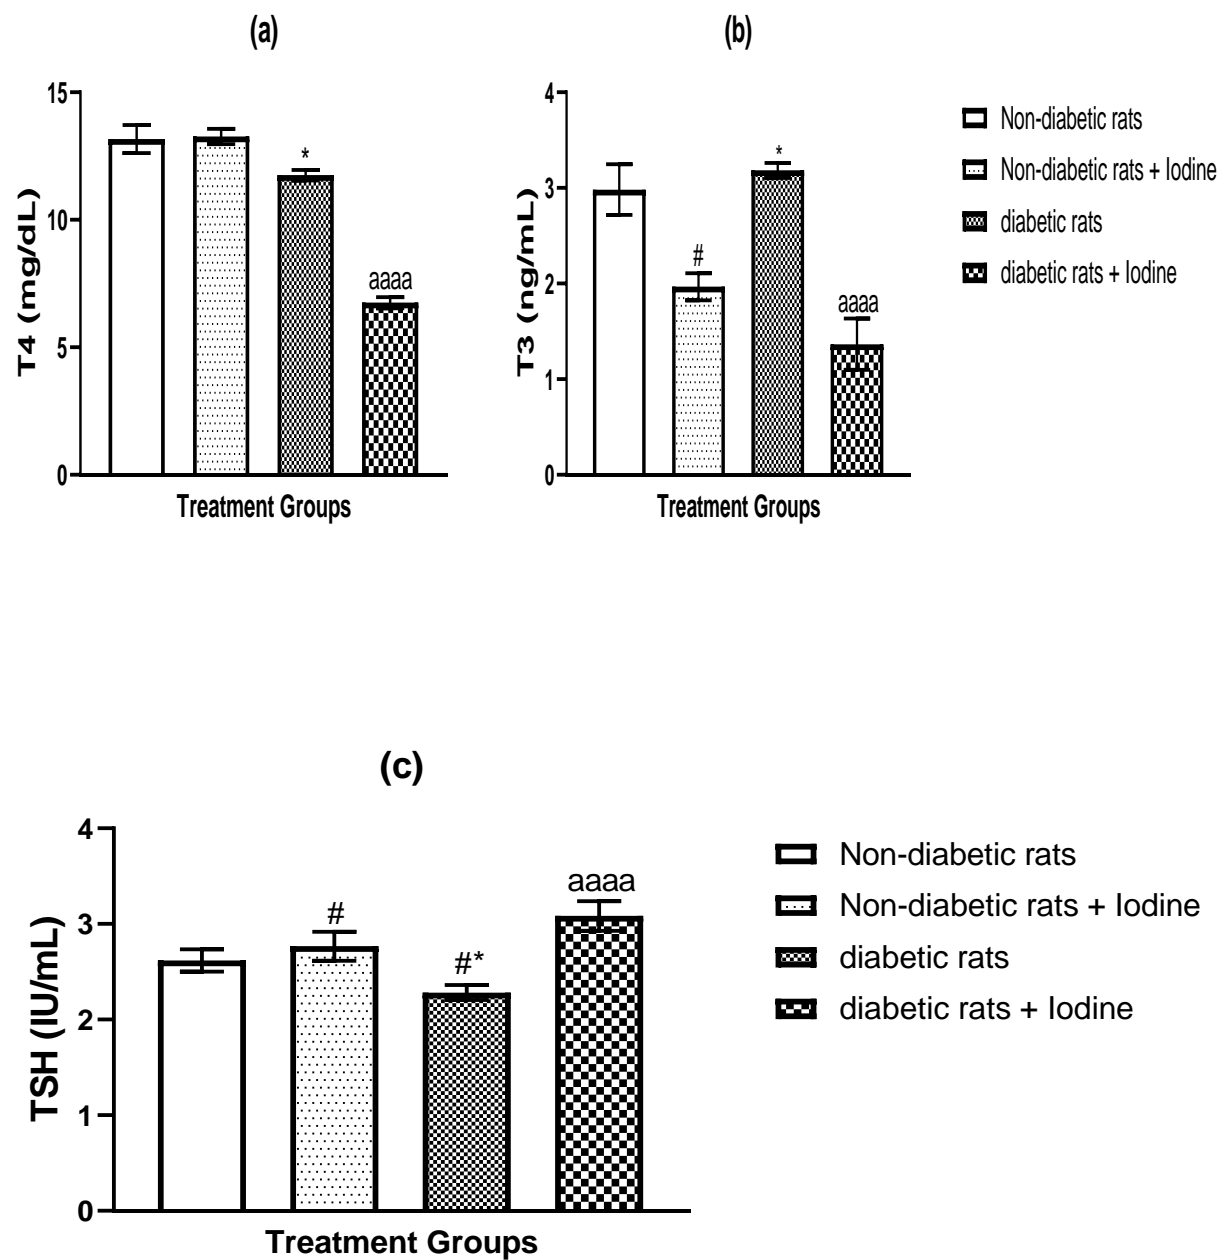 (a)
15
10
5
0
T4 (mg/dL)
*
aaaa
Treatment Groups
(b)
4
3
2
1
0
T3 (ng/mL)
#
*
aaaa
Treatment Groups
Non-diabetic rats
Non-diabetic rats + Iodine
diabetic rats
diabetic rats + Iodine
(c)
4
3
2
1
0
TSH (IU/mL)
#
#*
aaaa
Treatment Groups
Non-diabetic rats
Non-diabetic rats + Iodine
diabetic rats
diabetic rats + Iodine